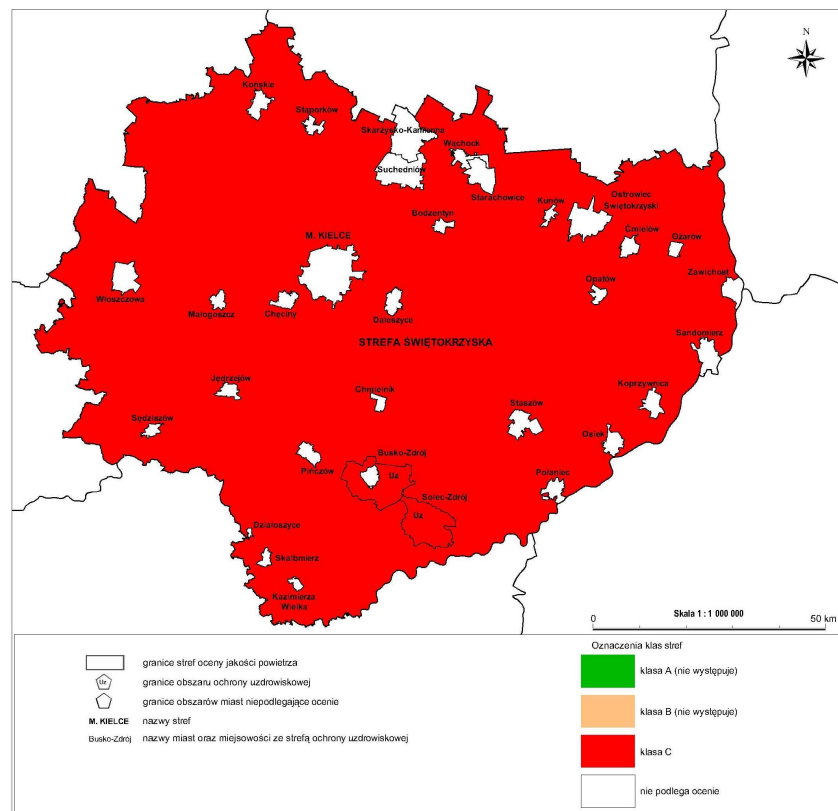 N
Końskie
Stąporków
Skarżysko-Kamienna
Wąchock
Suchedniów
Starachowice
Kunów
Ostrowiec
Świętokrzyski
Bodzentyn
Ćmielów
Ożarów
M. KIELCE
Zawichost
Opatów
Włoszczowa
Małogoszcz
Chęciny
Daleszyce
Sandomierz
STREFA ŚWIĘTOKRZYSKA
Jędrzejów
Chmielnik
Koprzywnica
Staszów
Sędziszów
Osiek
Busko-Zdrój
Pińczów
Uz
Połaniec
Solec-Zdrój
Uz
Działoszyce
Skalbmierz
Kazimierza
Wielka
Skala 1 : 1 000 000
0 50 km
granice stref oceny jakości powietrza
Uz granice obszaru ochrony uzdrowiskowej
granice obszarów miast niepodlegające ocenie
M. KIELCE nazwy stref
Busko-Zdrój nazwy miast oraz miejsowości ze strefą ochrony uzdrowiskowej
Oznaczenia klas stref
klasa A (nie występuje)
klasa B (nie występuje)
klasa C
nie podlega ocenie